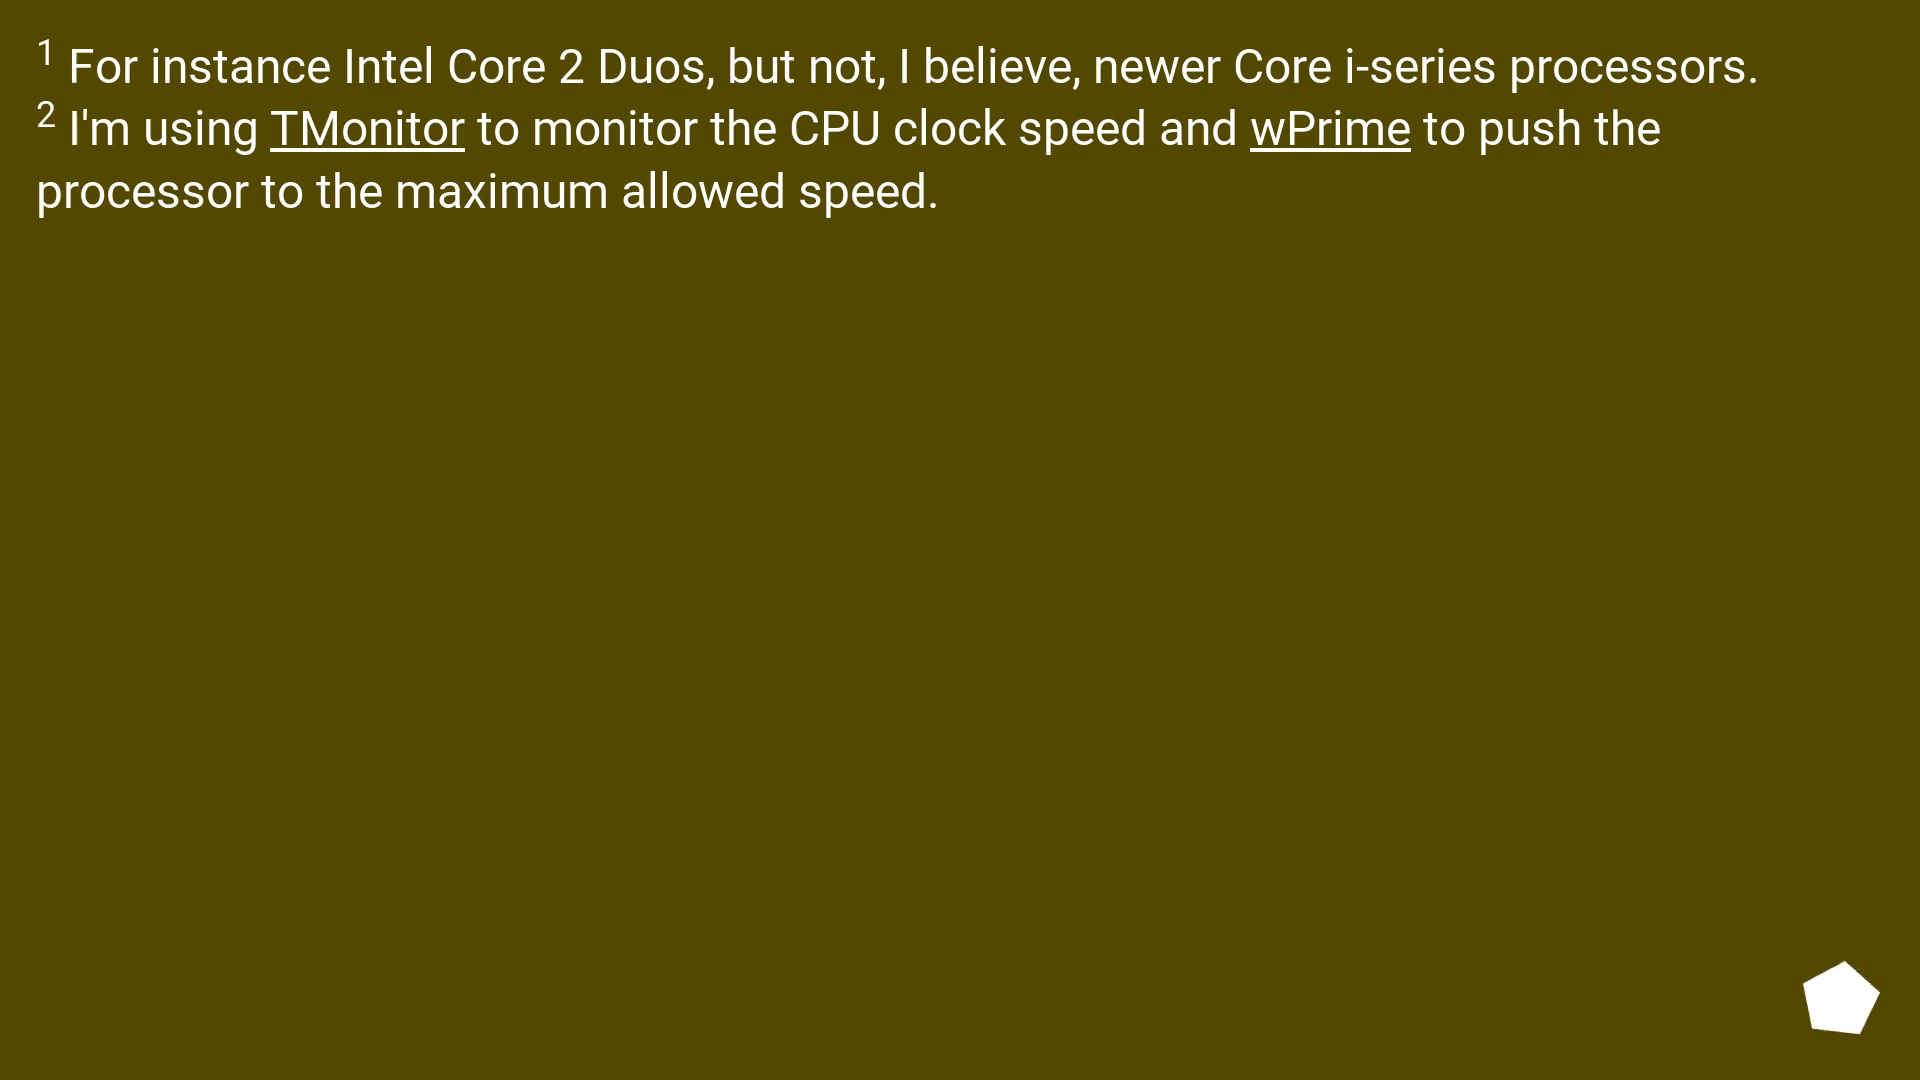 ¹ For instance Intel Core 2 Duos, but not, I believe, newer Core i-series processors.
² I'm using TMonitor to monitor the CPU clock speed and wPrime to push the
processor to the maximum allowed speed.